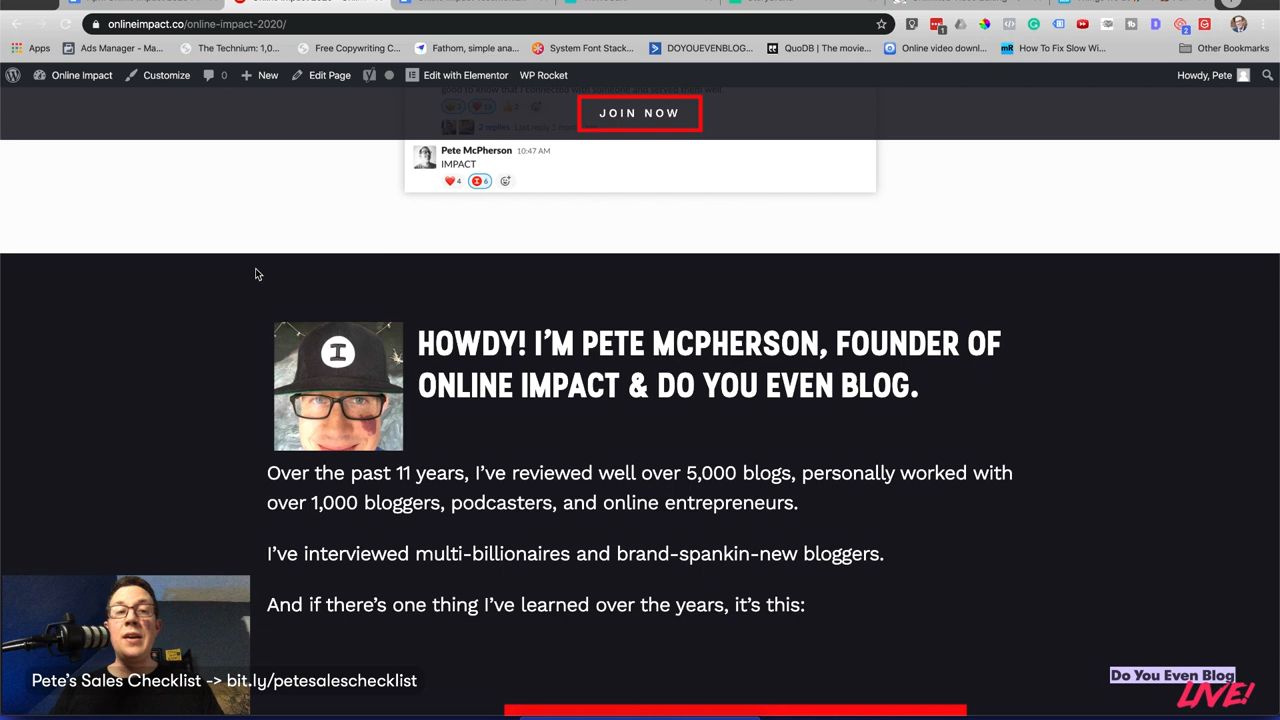 onlineimpact.co/online-impact-2020/
Apps
Ads Manager - Ma...
The Technium: 1,0...
Free Copywriting C...
Fathom, simple ana...
System Font Stack...
DOYOUEVENBLOG...
QuoDB | The movie...
Online video downl...
How To Fix Slow Wi...
Other Bookmarks
Online Impact
Customize
0
New
Edit Page
Edit with Elementor
WP Rocket
Howdy, Pete
JOIN NOW
Pete McPherson 10:47 AM
IMPACT
4
6
HOWDY! I'M PETE MCPHERSON, FOUNDER OF
ONLINE IMPACT & DO YOU EVEN BLOG.
Over the past 11 years, I've reviewed well over 5,000 blogs, personally worked with
over 1,000 bloggers, podcasters, and online entrepreneurs.
I've interviewed multi-billionaires and brand-spankin-new bloggers.
And if there's one thing I've learned over the years, it's this:
Pete's Sales Checklist -> bit.ly/petesaleschecklist
Do You Even Blog
LIVE!